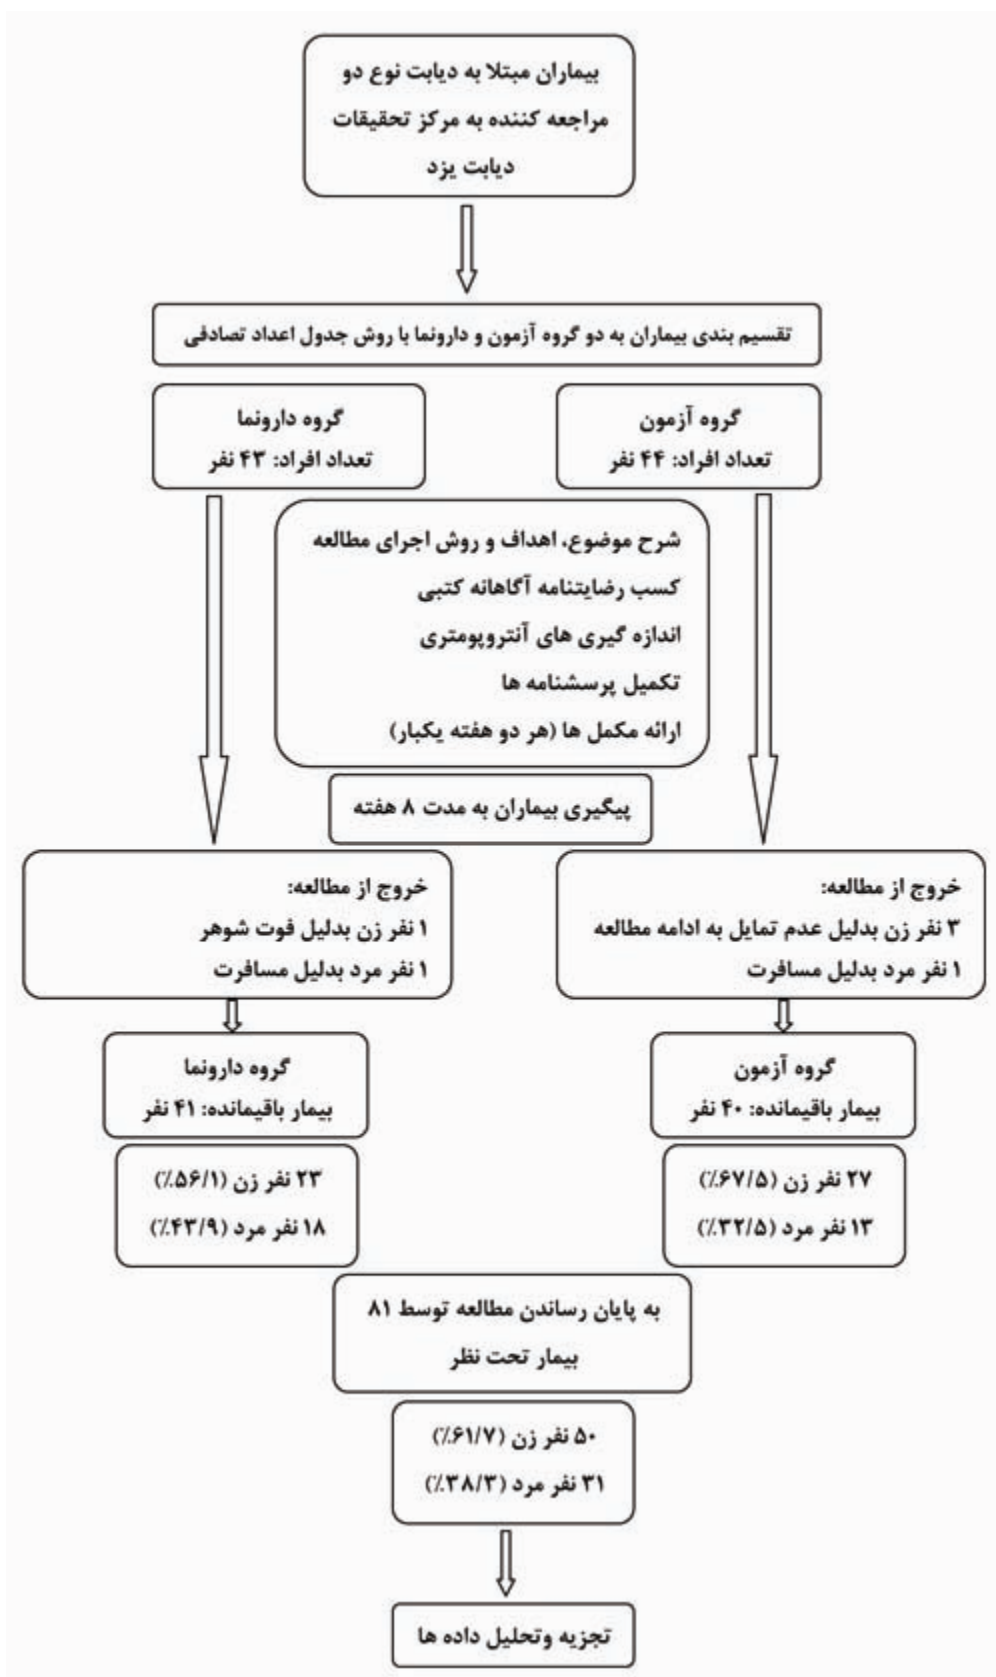 بیماران مبتلا به دیابت نوع دو
مراجعه کننده به مرکز تحقیقات
دیابت یزد
تقسیم بندی بیماران به دو گروه آزمون و دارونما با روش جدول اعداد تصادفی
گروه آزمون
تعداد افراد: ۴۴ نفر
گروه دارونما
تعداد افراد: ۴۳ نفر
شرح موضوع، اهداف و روش اجرای مطالعه
کسب رضایتنامه آگاهانه کتبی
اندازه گیری های آنتروپومتری
تکمیل پرسشنامه ها
ارائه مکمل ها (هر دو هفته یکبار)
پیگیری بیماران به مدت ۸ هفته
خروج از مطالعه:
۳ نفر زن بدلیل عدم تمایل به ادامه مطالعه
۱ نفر مرد بدلیل مسافرت
خروج از مطالعه:
۱ نفر زن بدلیل فوت شوهر
۱ نفر مرد بدلیل مسافرت
گروه آزمون
بیمار باقیمانده: ۴۰ نفر
گروه دارونما
بیمار باقیمانده: ۴۱ نفر
۲۷ نفر زن (۶۷/۵٪)
۱۳ نفر مرد (۳۲/۵٪)
۲۳ نفر زن (۵۶/۱٪)
۱۸ نفر مرد (۴۳/۹٪)
به پایان رساندن مطالعه توسط ۸۱
بیمار تحت نظر
۵۰ نفر زن (۶۱/۷٪)
۳۱ نفر مرد (۳۸/۳٪)
تجزیه وتحلیل داده ها